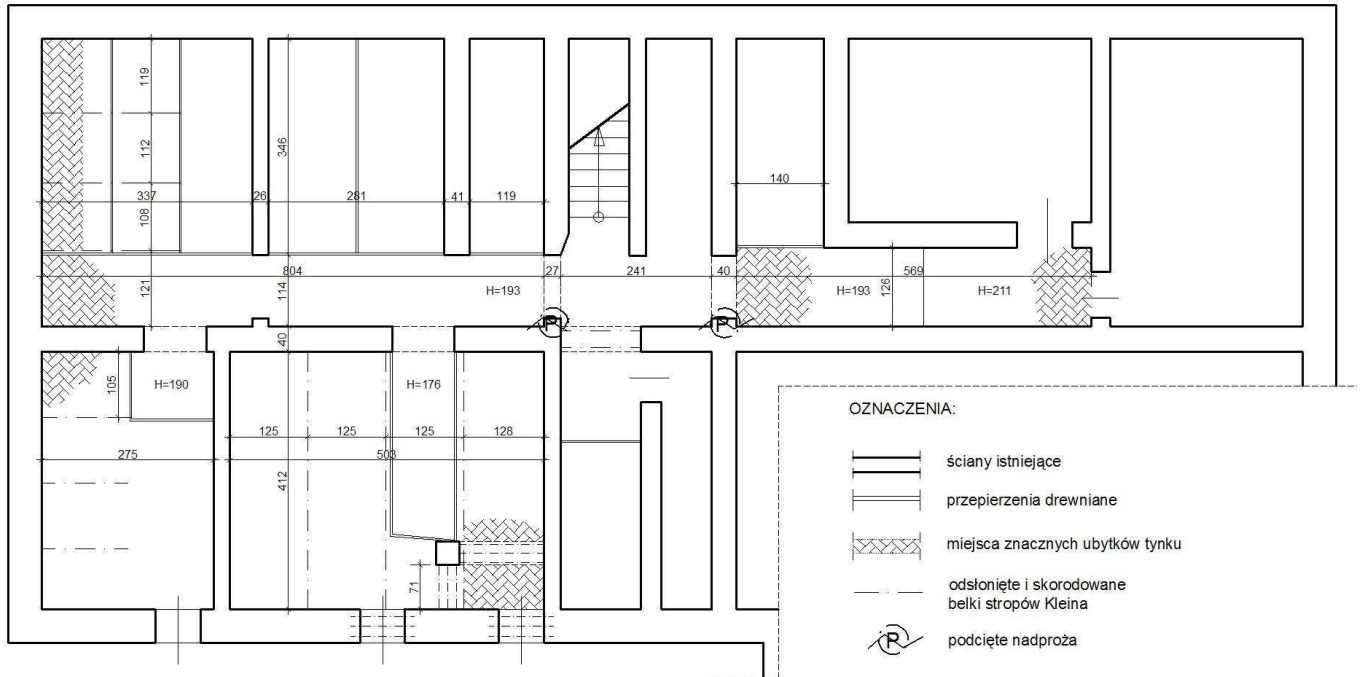 119
112
108
337
26
281
41
119
346
140
804
121
114
H=193
27
241
40
H=193
126
569
H=211
P
P
40
105
H=190
H=176
125
125
125
128
275
503
412
71
OZNACZENIA:
ściany istniejące
przepierzenia drewniane
miejsca znacznych ubytków tynku
odsłonięte i skorodowane
belki stropów Kleina
P
podcięte nadproża